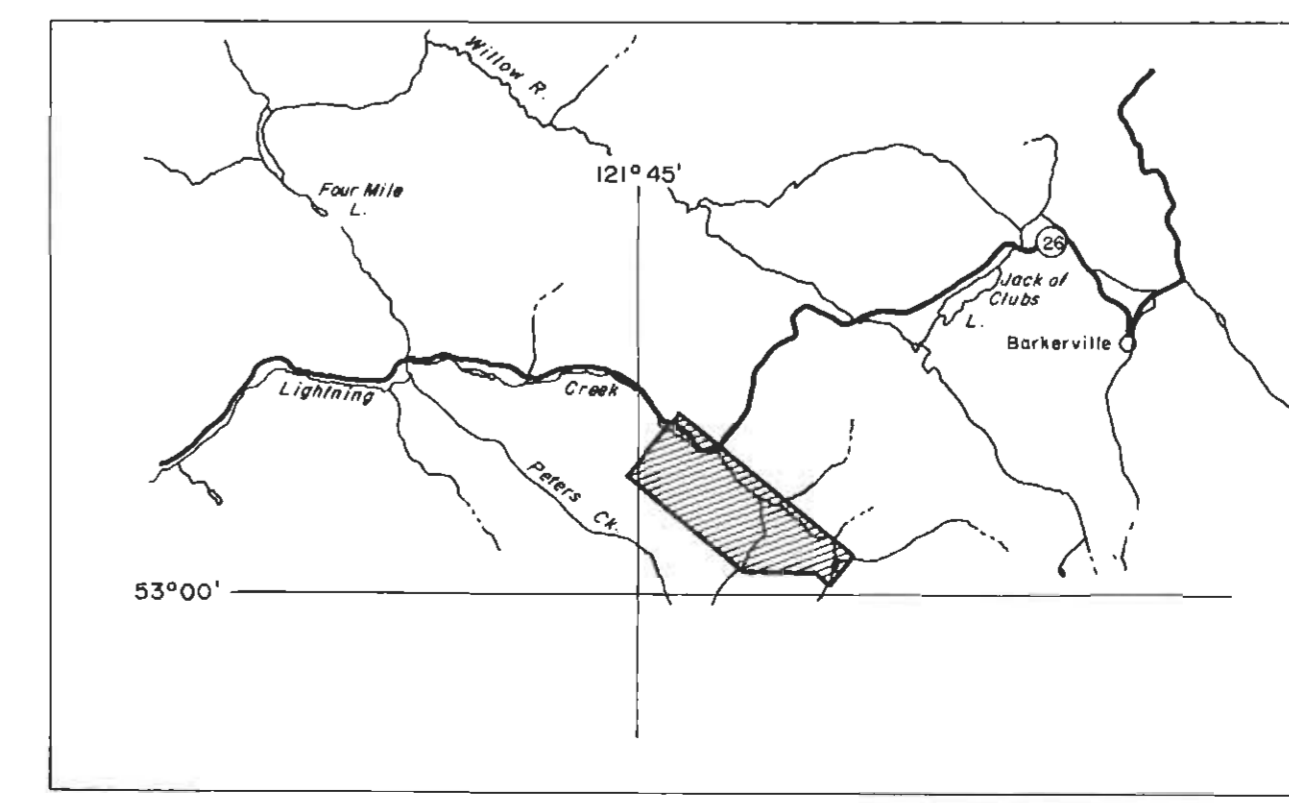 Willow R.
121° 45'
Four Mile
L.
26
Jack of
Clubs
L.
Barkerville
Lightning
Creek
Peters
Ck.
53°00'